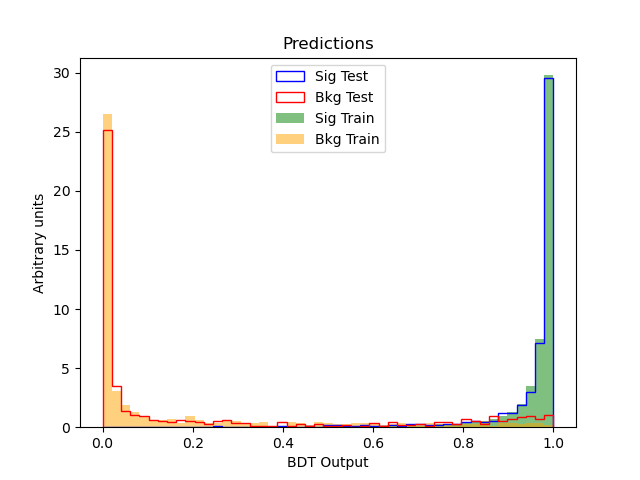 Predictions
Sig Test
Bkg Test
Sig Train
Bkg Train
30
25
20
15
10
5
0
Arbitrary units
0.0 0.2 0.4 0.6 0.8 1.0
BDT Output